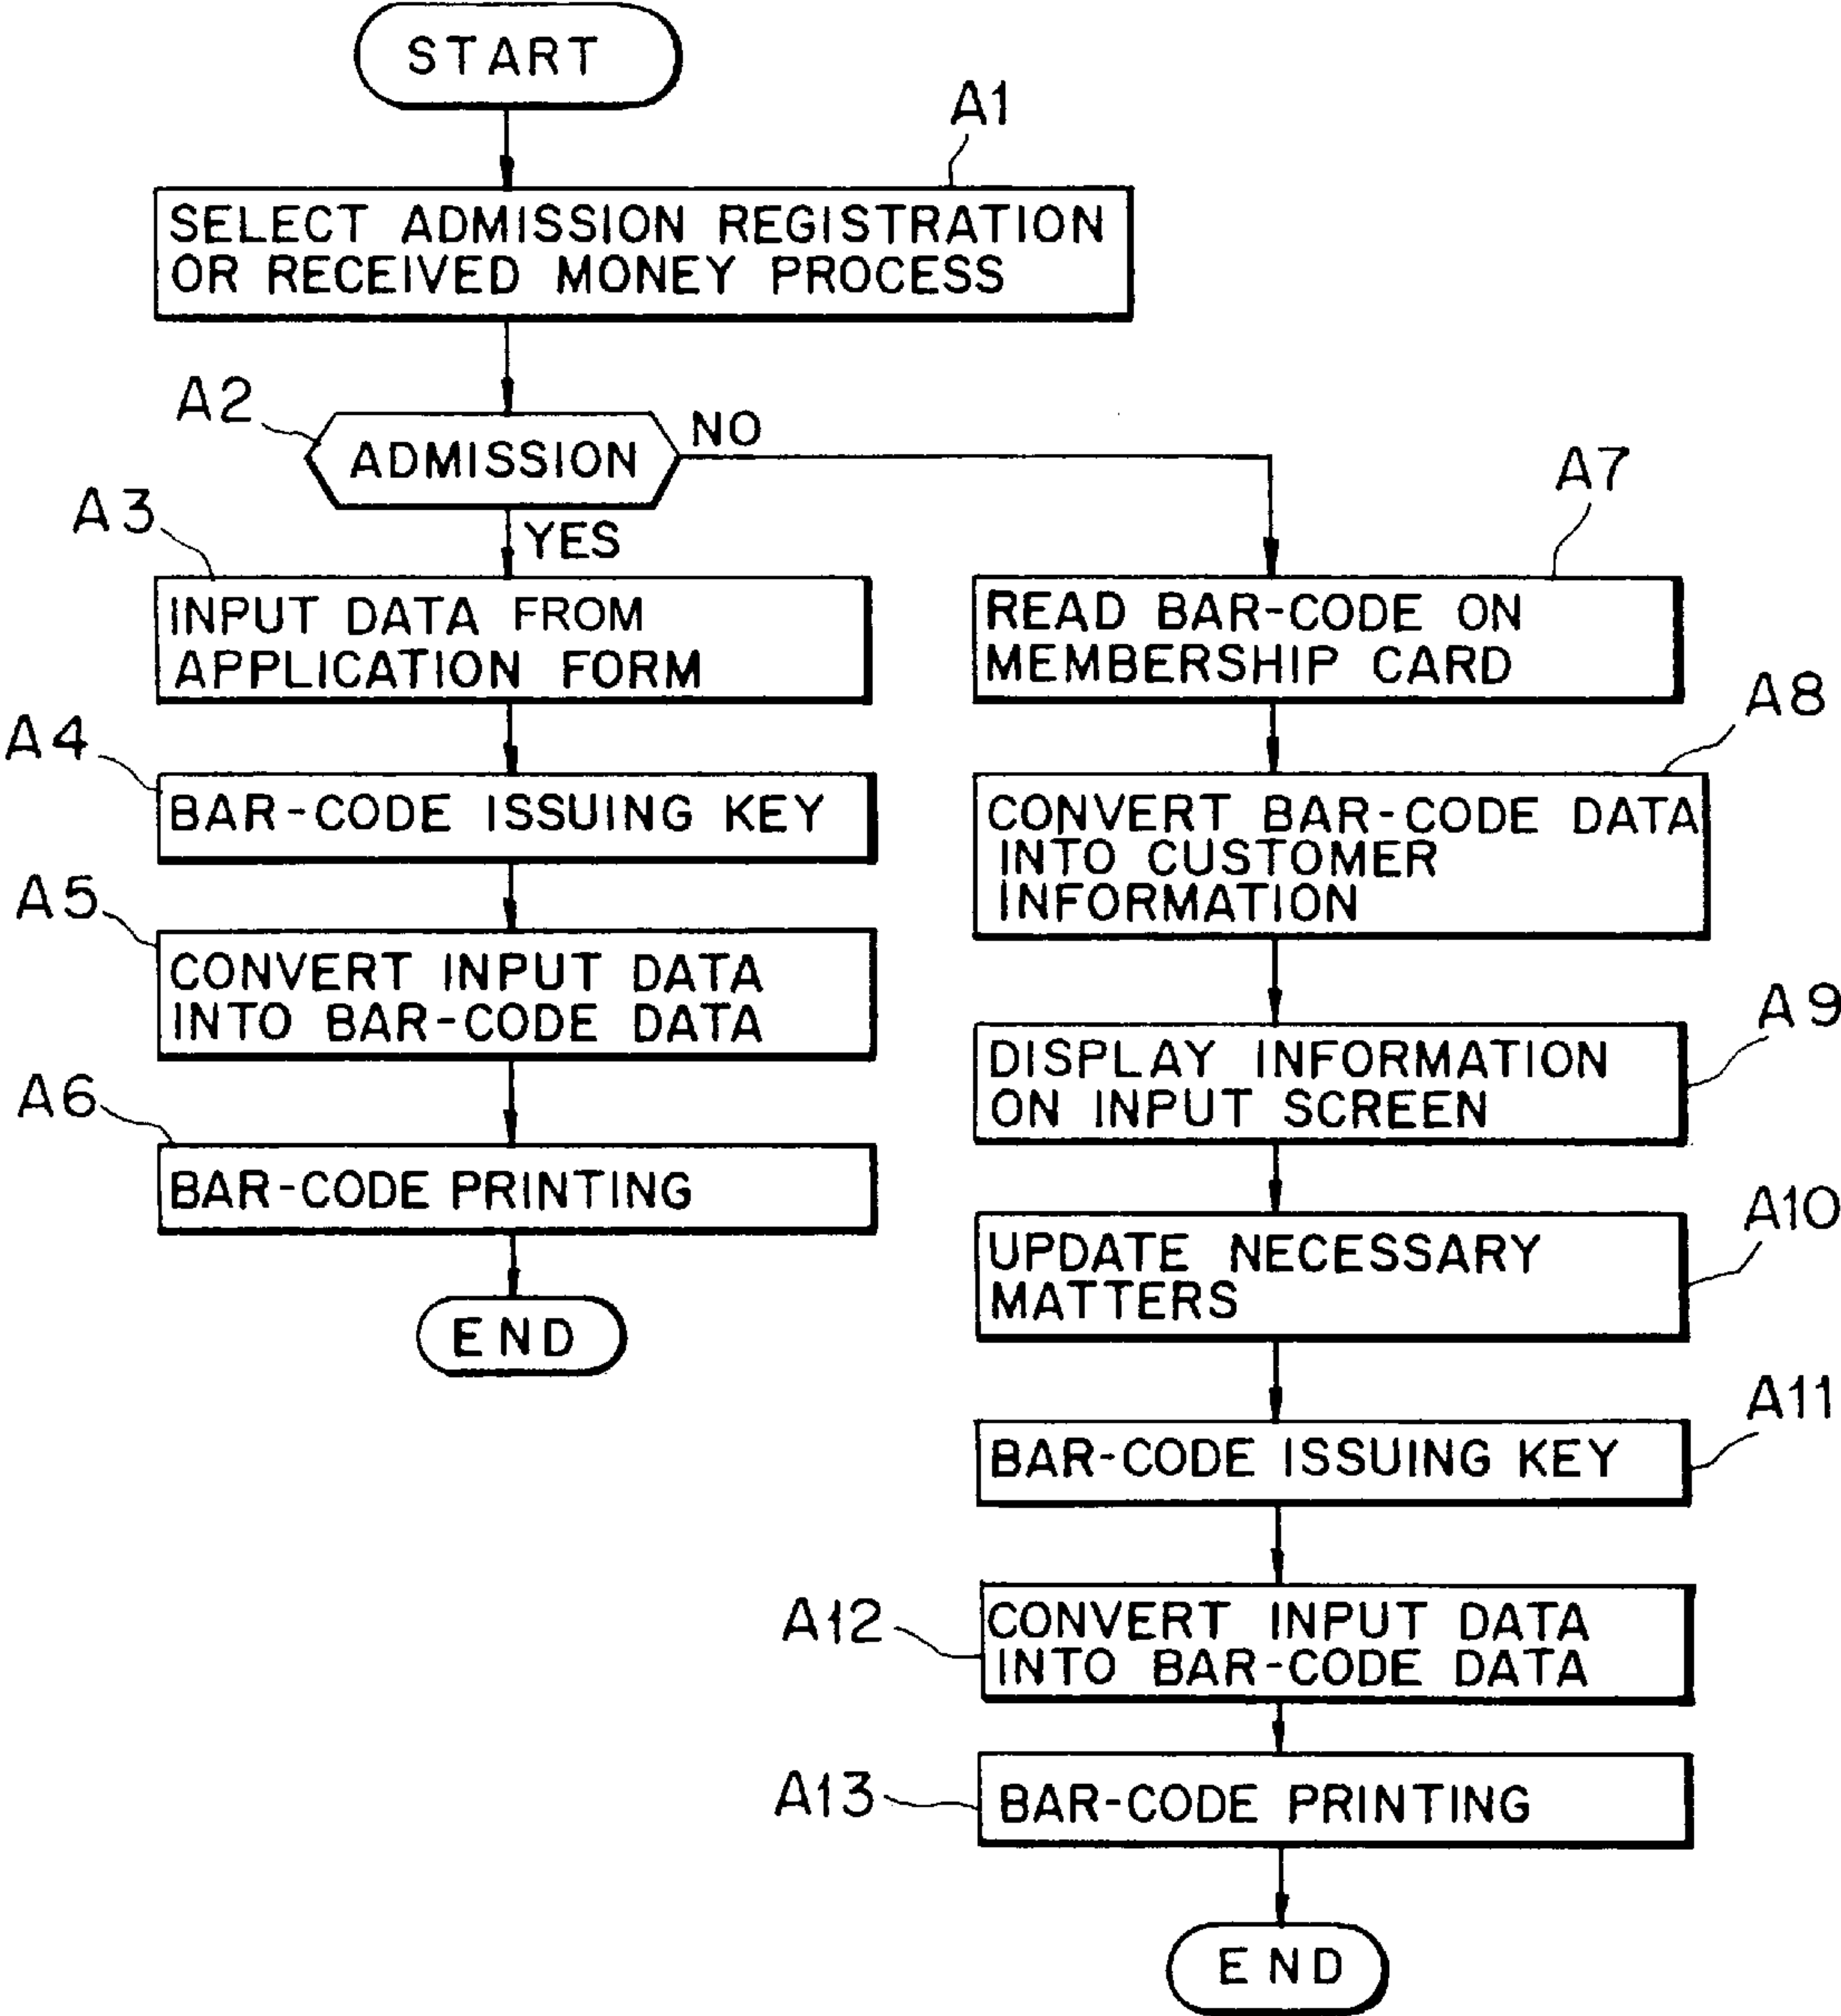 START
A1
SELECT ADMISSION REGISTRATION
OR RECEIVED MONEY PROCESS
A2
ADMISSION
NO
YES
A3
INPUT DATA FROM
APPLICATION FORM
A4
BAR-CODE ISSUING KEY
A5
CONVERT INPUT DATA
INTO BAR-CODE DATA
A6
BAR-CODE PRINTING
END
A7
READ BAR-CODE ON
MEMBERSHIP CARD
A8
CONVERT BAR-CODE DATA
INTO CUSTOMER
INFORMATION
A9
DISPLAY INFORMATION
ON INPUT SCREEN
A10
UPDATE NECESSARY
MATTERS
A11
BAR-CODE ISSUING KEY
A12
CONVERT INPUT DATA
INTO BAR-CODE DATA
A13
BAR-CODE PRINTING
END